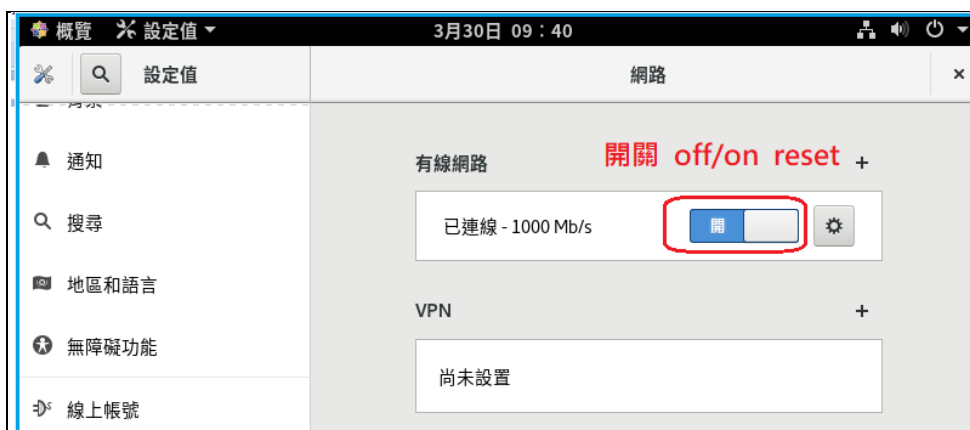 概覽 設定值 3月30日 09:40
設定值 網路
背景
通知
有線網路 開關 off/on reset +
搜尋
已連線 - 1000 Mb/s 開
地區和語言
VPN +
無障礙功能
尚未設置
線上帳號